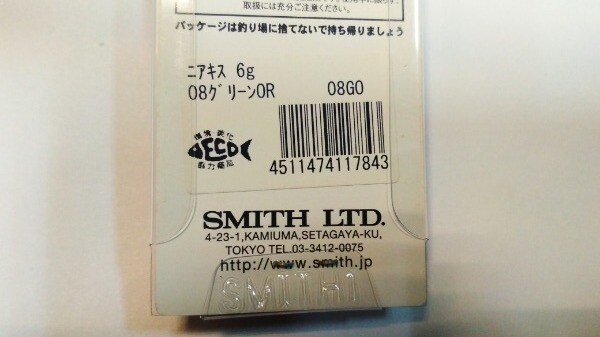 取扱には充分ご注意ください。
パッケージは釣り場に捨てないで持ち帰りましょう
ﾆｱｷｽ 6g
08ｸﾞﾘｰﾝOR 08GO
環境美化
ECO
協力商品
4511474117843
SMITH LTD.
4-23-1,KAMIUMA,SETAGAYA-KU,
TOKYO TEL.03-3412-0075
http://www.smith.jp
SMITH